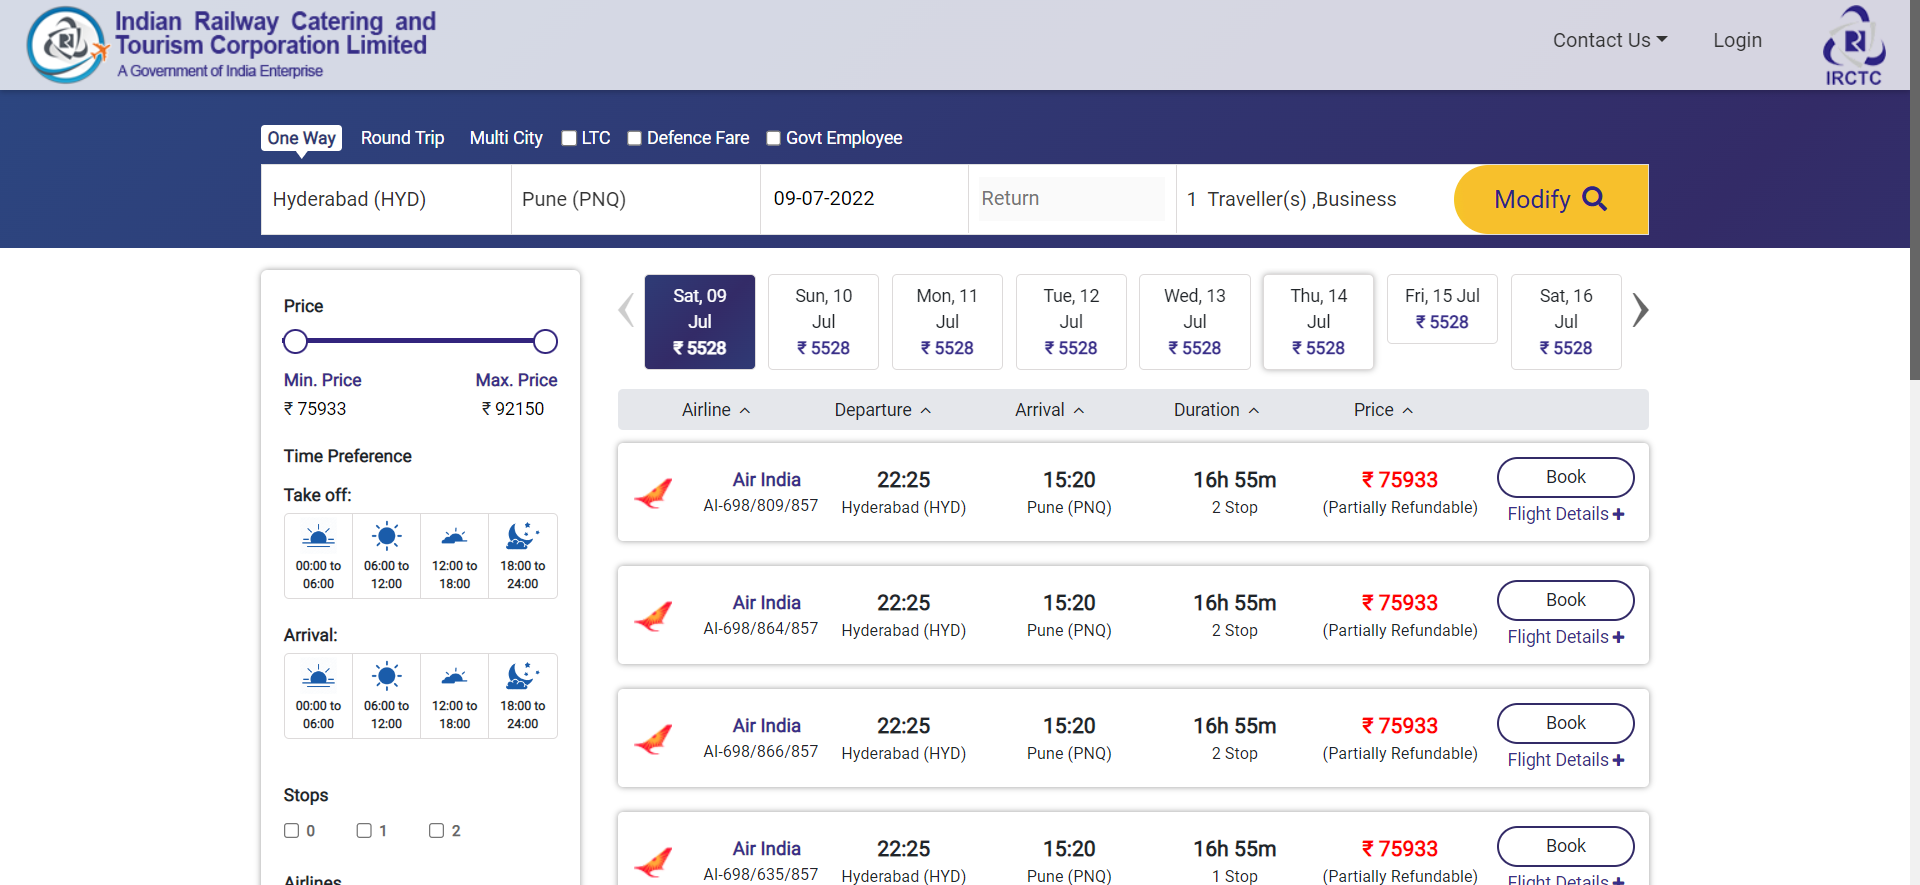 Indian Railway Catering and
Tourism Corporation Limited
A Government of India Enterprise
Contact Us
Login
IRCTC
One Way
Round Trip
Multi City
LTC
Defence Fare
Govt Employee
Hyderabad (HYD)
Pune (PNQ)
09-07-2022
Return
1 Traveller(s) ,Business
Modify
Price
Min. Price
Max. Price
₹ 75933
₹ 92150
Time Preference
Take off:
00:00 to
06:00
06:00 to
12:00
12:00 to
18:00
18:00 to
24:00
Arrival:
00:00 to
06:00
06:00 to
12:00
12:00 to
18:00
18:00 to
24:00
Stops
0
1
2
Airlines
Sat, 09
Jul
₹ 5528
Sun, 10
Jul
₹ 5528
Mon, 11
Jul
₹ 5528
Tue, 12
Jul
₹ 5528
Wed, 13
Jul
₹ 5528
Thu, 14
Jul
₹ 5528
Fri, 15 Jul
₹ 5528
Sat, 16
Jul
₹ 5528
Airline
Departure
Arrival
Duration
Price
Air India
AI-698/809/857
22:25
Hyderabad (HYD)
15:20
Pune (PNQ)
16h 55m
2 Stop
₹ 75933
(Partially Refundable)
Book
Flight Details
Air India
AI-698/864/857
22:25
Hyderabad (HYD)
15:20
Pune (PNQ)
16h 55m
2 Stop
₹ 75933
(Partially Refundable)
Book
Flight Details
Air India
AI-698/866/857
22:25
Hyderabad (HYD)
15:20
Pune (PNQ)
16h 55m
2 Stop
₹ 75933
(Partially Refundable)
Book
Flight Details
Air India
AI-698/635/857
22:25
Hyderabad (HYD)
15:20
Pune (PNQ)
16h 55m
1 Stop
₹ 75933
(Partially Refundable)
Book
Flight Details